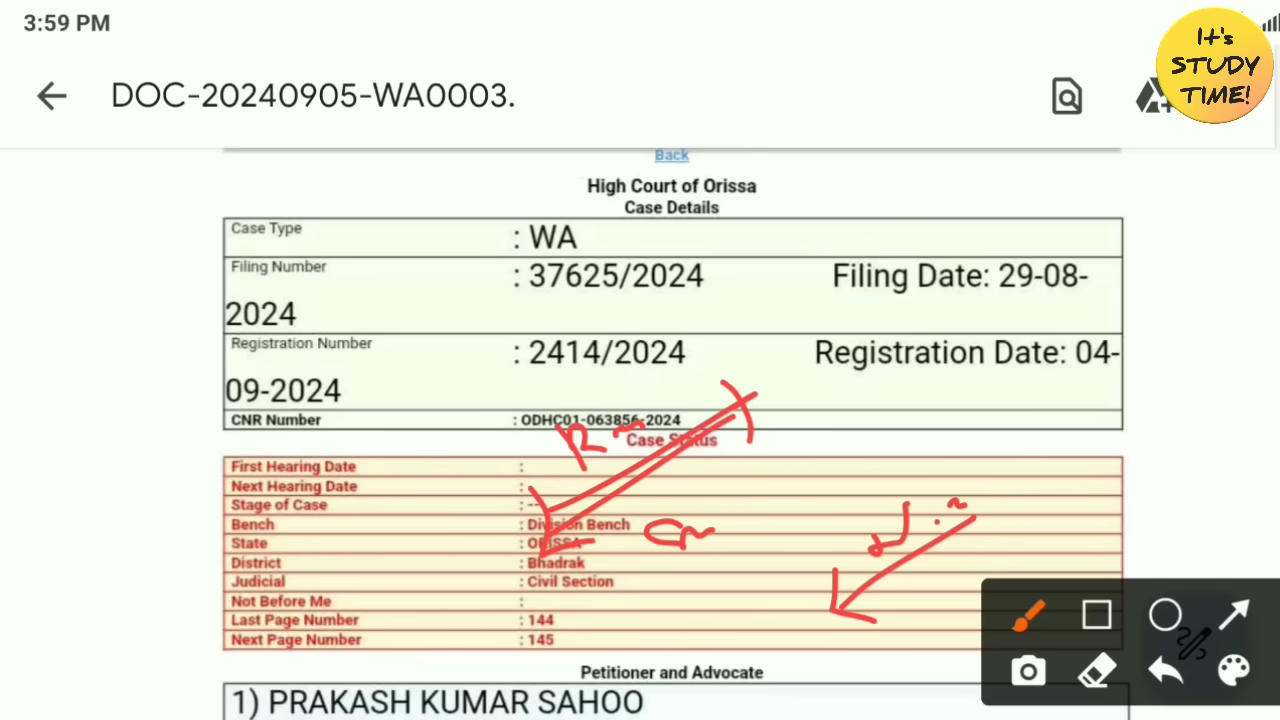 3:59 PM
It's
STUDY
TIME!
DOC-20240905-WA0003.
Back
High Court of Orissa
Case Details
Case Type : WA
Filing Number : 37625/2024 Filing Date: 29-08-
2024
Registration Number : 2414/2024 Registration Date: 04-
09-2024
CNR Number : ODHC01-063856-2024
Case Status
First Hearing Date :
Next Hearing Date :
Stage of Case : --
Bench : Division Bench
State : ORISSA
District : Bhadrak
Judicial : Civil Section
Not Before Me :
Last Page Number : 144
Next Page Number : 145
Petitioner and Advocate
1) PRAKASH KUMAR SAHOO